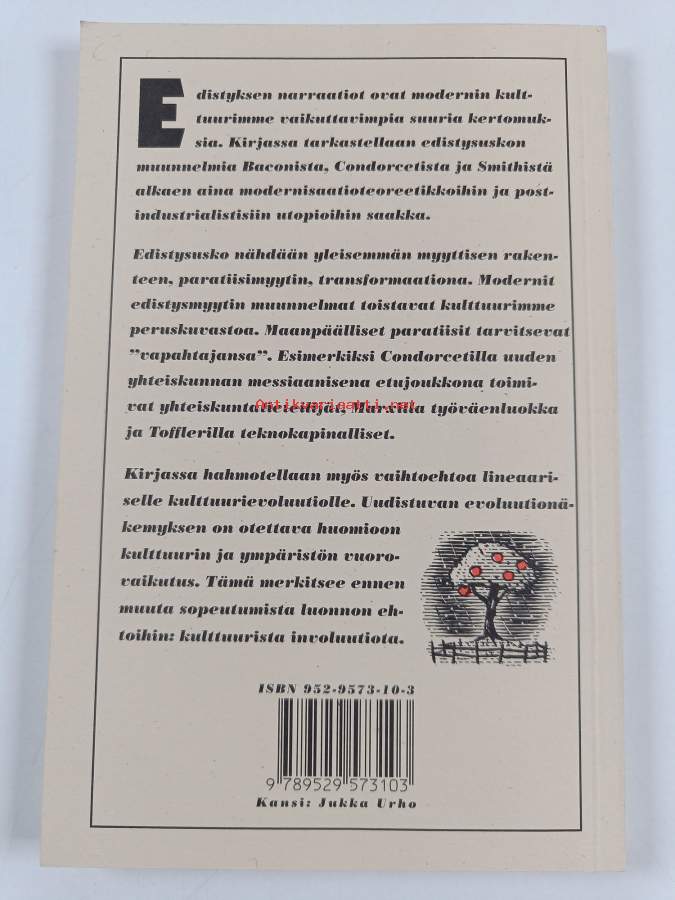 Edistyksen narraatiot ovat modernin kult-
tuurimme vaikuttavimpia suuria kertomuk-
sia. Kirjassa tarkastellaan edistysuskon
muunnelmia Baconista, Condorcetista ja Smithistä
alkaen aina modernisaatioteoreetikkoihin ja post-
industrialistisiin utopioihin saakka.
Edistysusko nähdään yleisemmän myyttisen raken-
teen, paratiisimyytin, transformaationa. Modernit
edistysmyytin muunnelmat toistavat kulttuurimme
peruskuvastoa. Maanpäälliset paratiisit tarvitsevat
”vapahtajansa”. Esimerkiksi Condorcetilla uuden
yhteiskunnan messiaanisena etujoukkona toimi-
vat yhteiskuntatieteilijät, Marxilla työväenluokka
Antikvariaatti.net
ja Tofflerilla teknokapinalliset.
Kirjassa hahmotellaan myös vaihtoehtoa lineaari-
selle kulttuurievoluutiolle. Uudistuvan evoluutionä-
kemyksen on otettava huomioon
kulttuurin ja ympäristön vuoro-
vaikutus. Tämä merkitsee ennen
muuta sopeutumista luonnon eh-
toihin: kulttuurista involuutiota.
ISBN 952-9573-10-3
9 789529 573103
Kansi: Jukka Urho